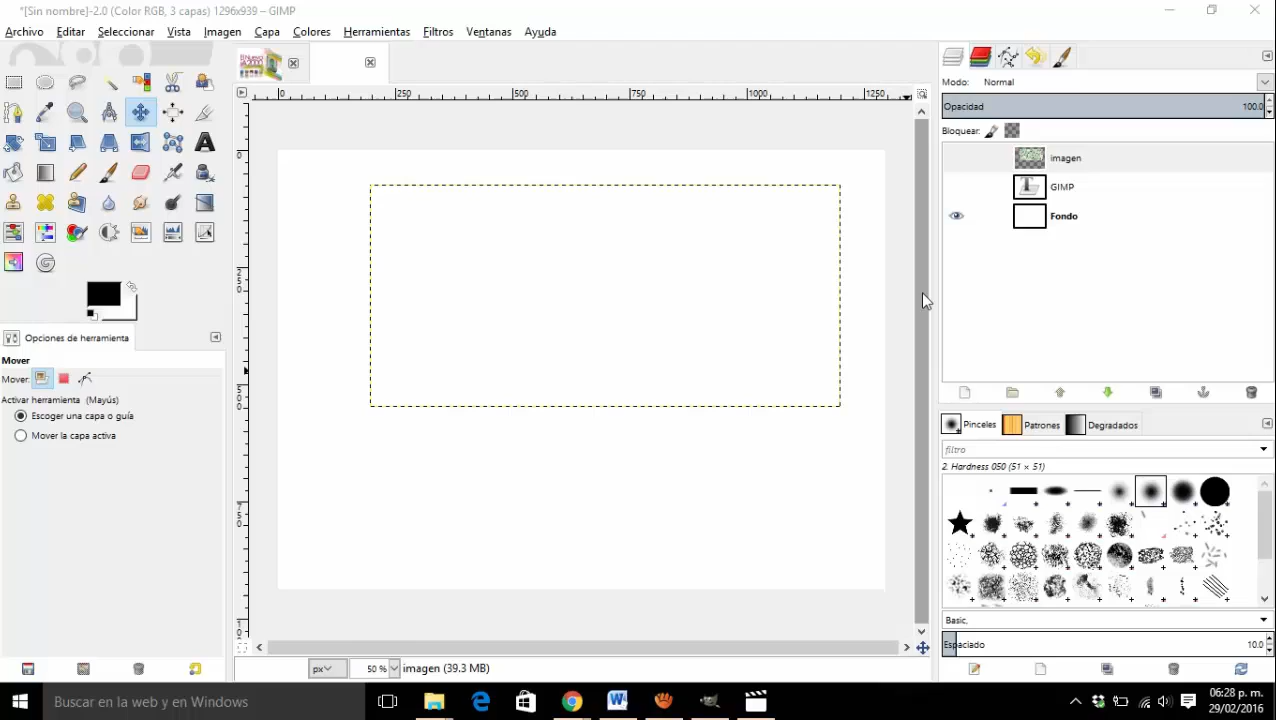 *[Sin nombre]-2.0 (Color RGB, 3 capas) 1296x939 – GIMP
Archivo Editar Seleccionar Vista Imagen Capa Colores Herramientas Filtros Ventanas Ayuda
0 250 500 750 1000 1250
0
250
500
750
Opciones de herramienta
Mover
Mover:
Activar herramienta (Mayús)
Escoger una capa o guía
Mover la capa activa
px 50 % imagen (39.3 MB)
Modo: Normal
Opacidad 100.0
Bloquear:
imagen
GIMP
Fondo
Pinceles Patrones Degradados
filtro
2. Hardness 050 (51 × 51)
Basic,
Espaciado 10.0
Buscar en la web y en Windows
06:28 p. m.
29/02/2016